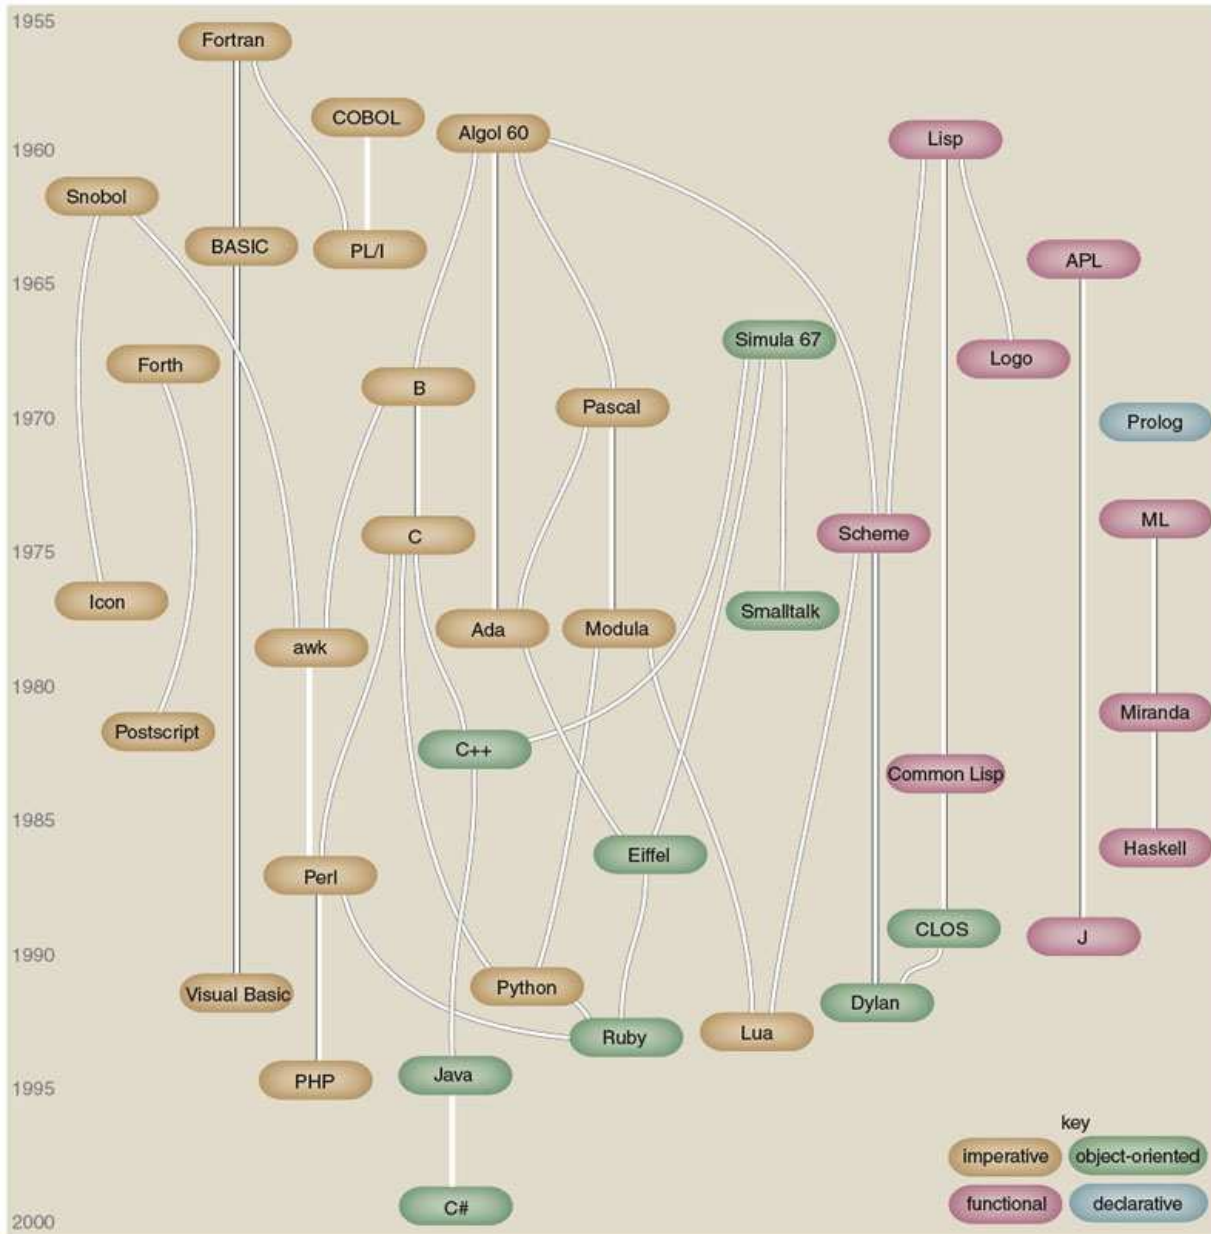 1955
Fortran
COBOL
Algol 60
Lisp
1960
Snobol
BASIC
PL/I
APL
1965
Simula 67
Logo
Forth
B
Pascal
1970
Prolog
ML
Scheme
C
1975
Icon
Smalltalk
Ada
Modula
awk
1980
Miranda
Postscript
C++
Common Lisp
1985
Haskell
Eiffel
Perl
CLOS
J
1990
Python
Visual Basic
Dylan
Lua
Ruby
Java
PHP
1995
key
imperative
object-oriented
functional
declarative
C#
2000